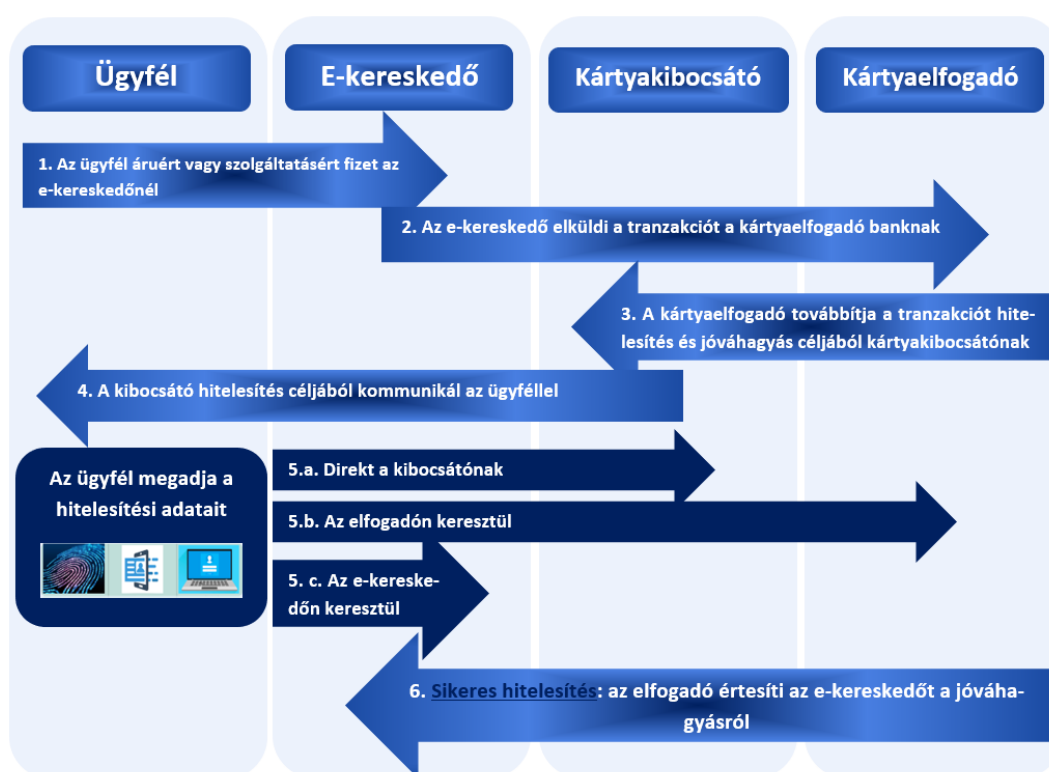 Ügyfél
E-kereskedő
Kártyakibocsátó
Kártyaelfogadó
1. Az ügyfél áruért vagy szolgáltatásért fizet az
e-kereskedőnél
2. Az e-kereskedő elküldi a tranzakciót a kártyaelfogadó banknak
3. A kártyaelfogadó továbbítja a tranzakciót hite-
lesítés és jóváhagyás céljából kártyakibocsátónak
4. A kibocsátó hitelesítés céljából kommunikál az ügyféllel
Az ügyfél megadja a
hitelesítési adatait
5.a. Direkt a kibocsátónak
5.b. Az elfogadón keresztül
5. c. Az e-keres-
kedőn keresztül
6. Sikeres hitelesítés: az elfogadó értesíti az e-kereskedőt a jóváha-
gyásról